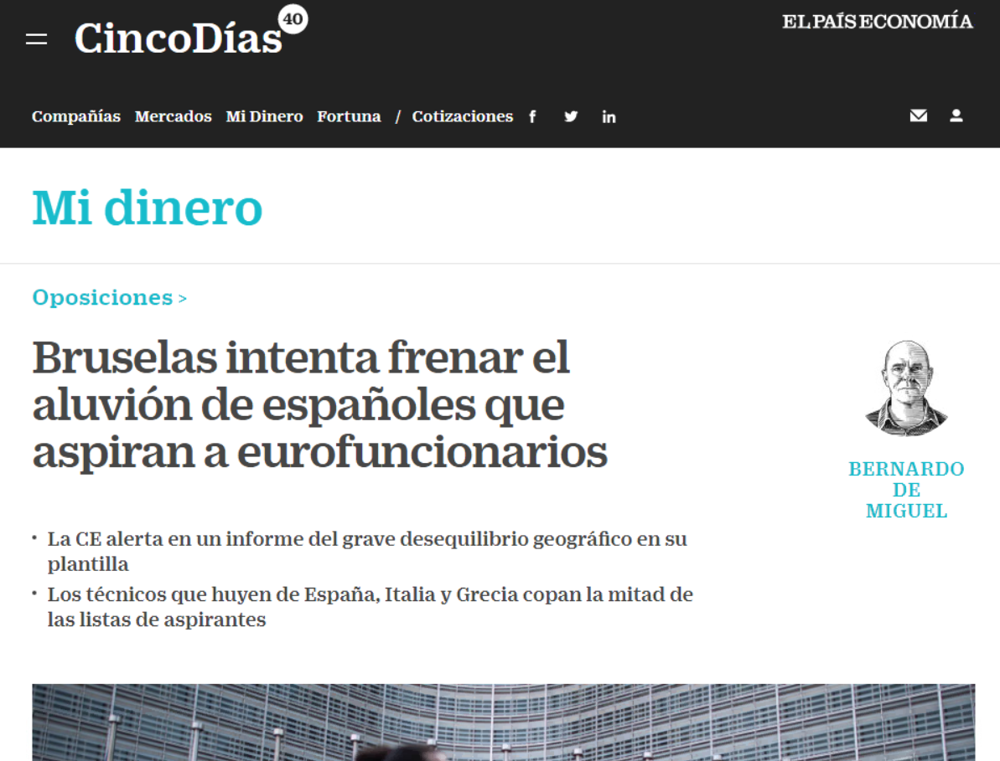 CincoDías 40
EL PAÍS ECONOMÍA
Compañías Mercados Mi Dinero Fortuna / Cotizaciones f in
Mi dinero
Oposiciones >
Bruselas intenta frenar el
aluvión de españoles que
aspiran a eurofuncionarios
BERNARDO
DE
MIGUEL
• La CE alerta en un informe del grave desequilibrio geográfico en su
plantilla
• Los técnicos que huyen de España, Italia y Grecia copan la mitad de
las listas de aspirantes